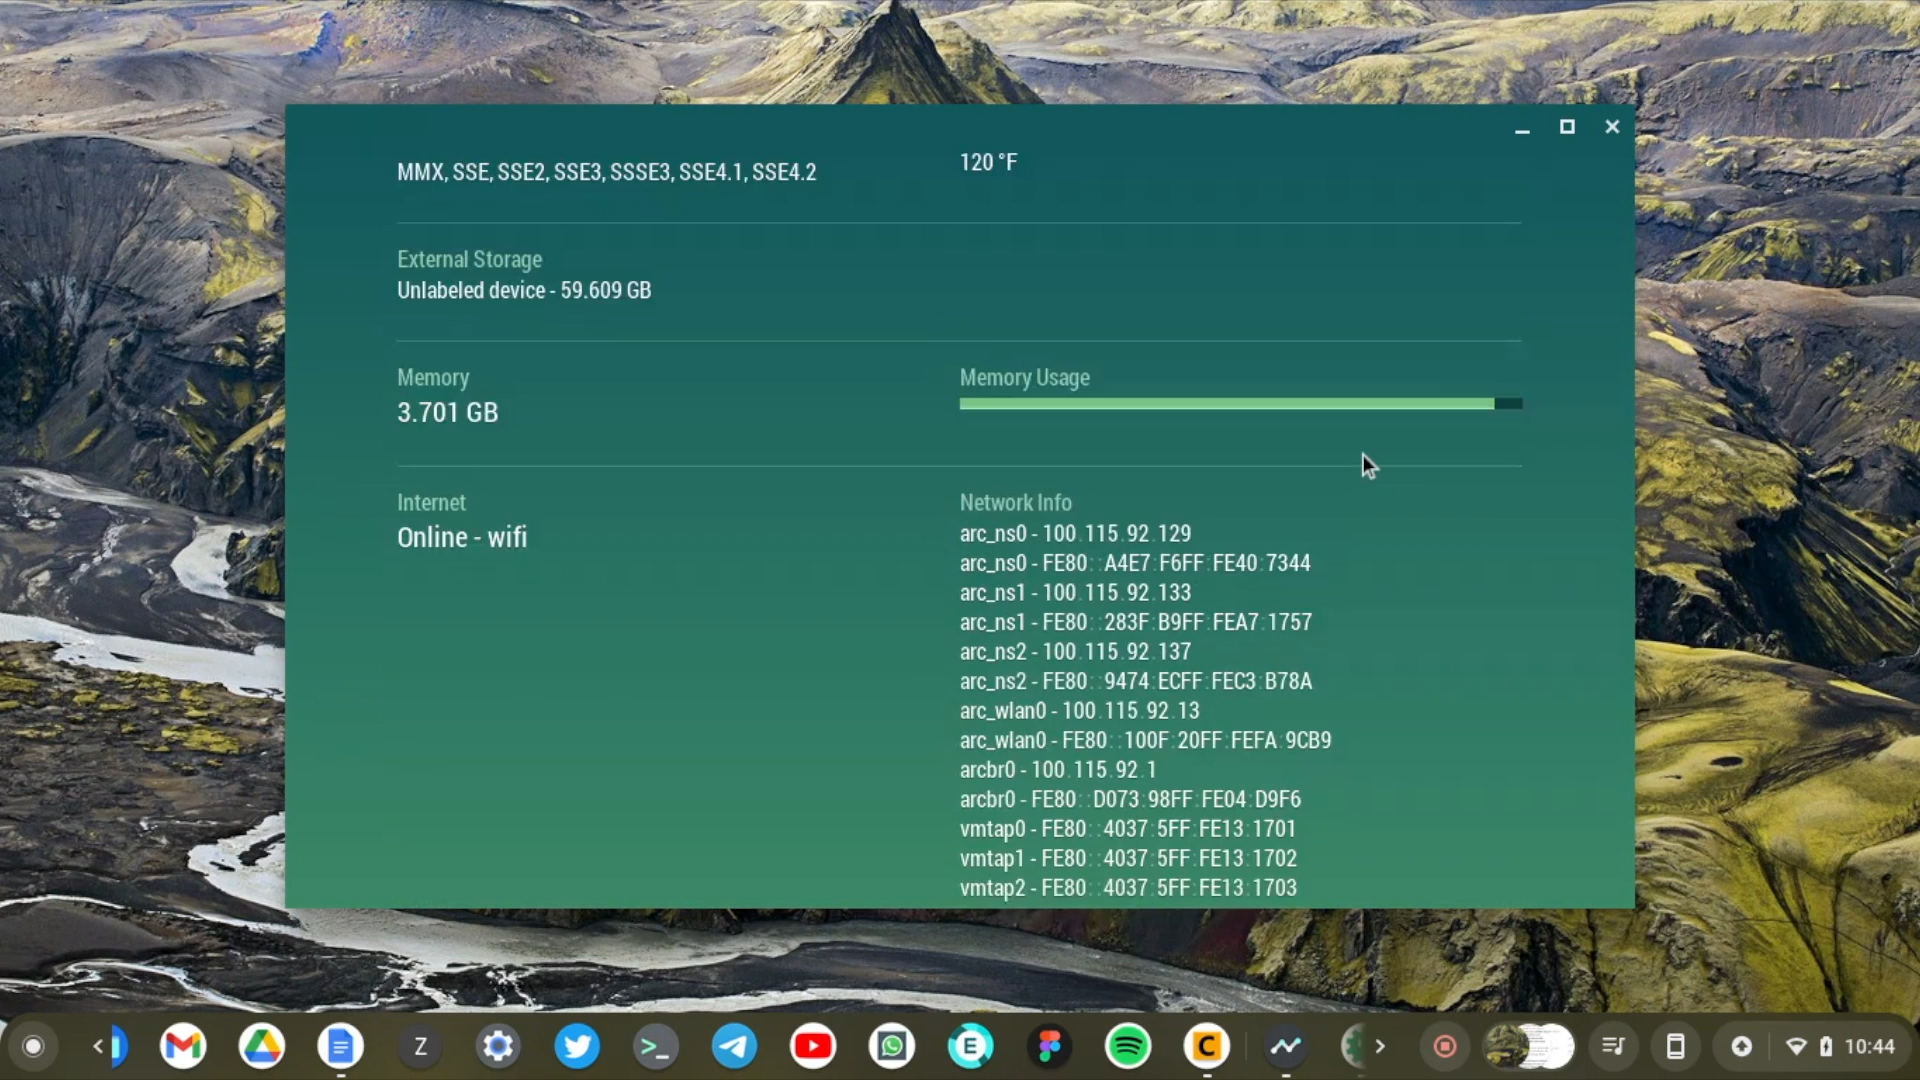 MMX, SSE, SSE2, SSE3, SSSE3, SSE4.1, SSE4.2
120 °F
External Storage
Unlabeled device - 59.609 GB
Memory
3.701 GB
Memory Usage
Internet
Online - wifi
Network Info
arc_ns0 - 100.115.92.129
arc_ns0 - FE80::A4E7:F6FF:FE40:7344
arc_ns1 - 100.115.92.133
arc_ns1 - FE80::283F:B9FF:FEA7:1757
arc_ns2 - 100.115.92.137
arc_ns2 - FE80::9474:ECFF:FEC3:B78A
arc_wlan0 - 100.115.92.13
arc_wlan0 - FE80::100F:20FF:FEFA:9CB9
arcbr0 - 100.115.92.1
arcbr0 - FE80::D073:98FF:FE04:D9F6
vmtap0 - FE80::4037:5FF:FE13:1701
vmtap1 - FE80::4037:5FF:FE13:1702
vmtap2 - FE80::4037:5FF:FE13:1703
Z
E
C
10:44